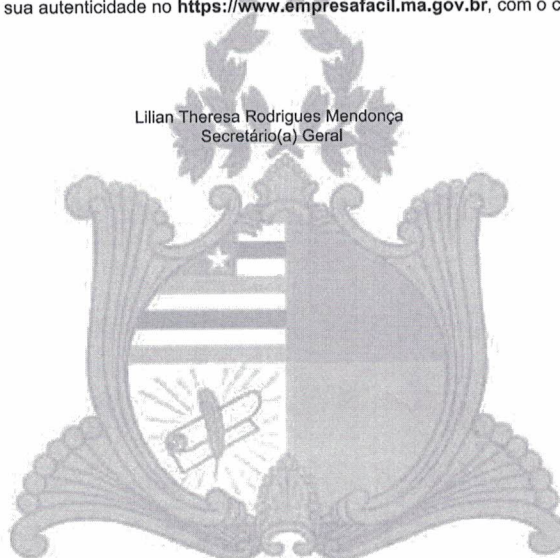 sua autenticidade no https://www.empresafacil.ma.gov.br, com o c
Lilian Theresa Rodrigues Mendonça
Secretário(a) Geral